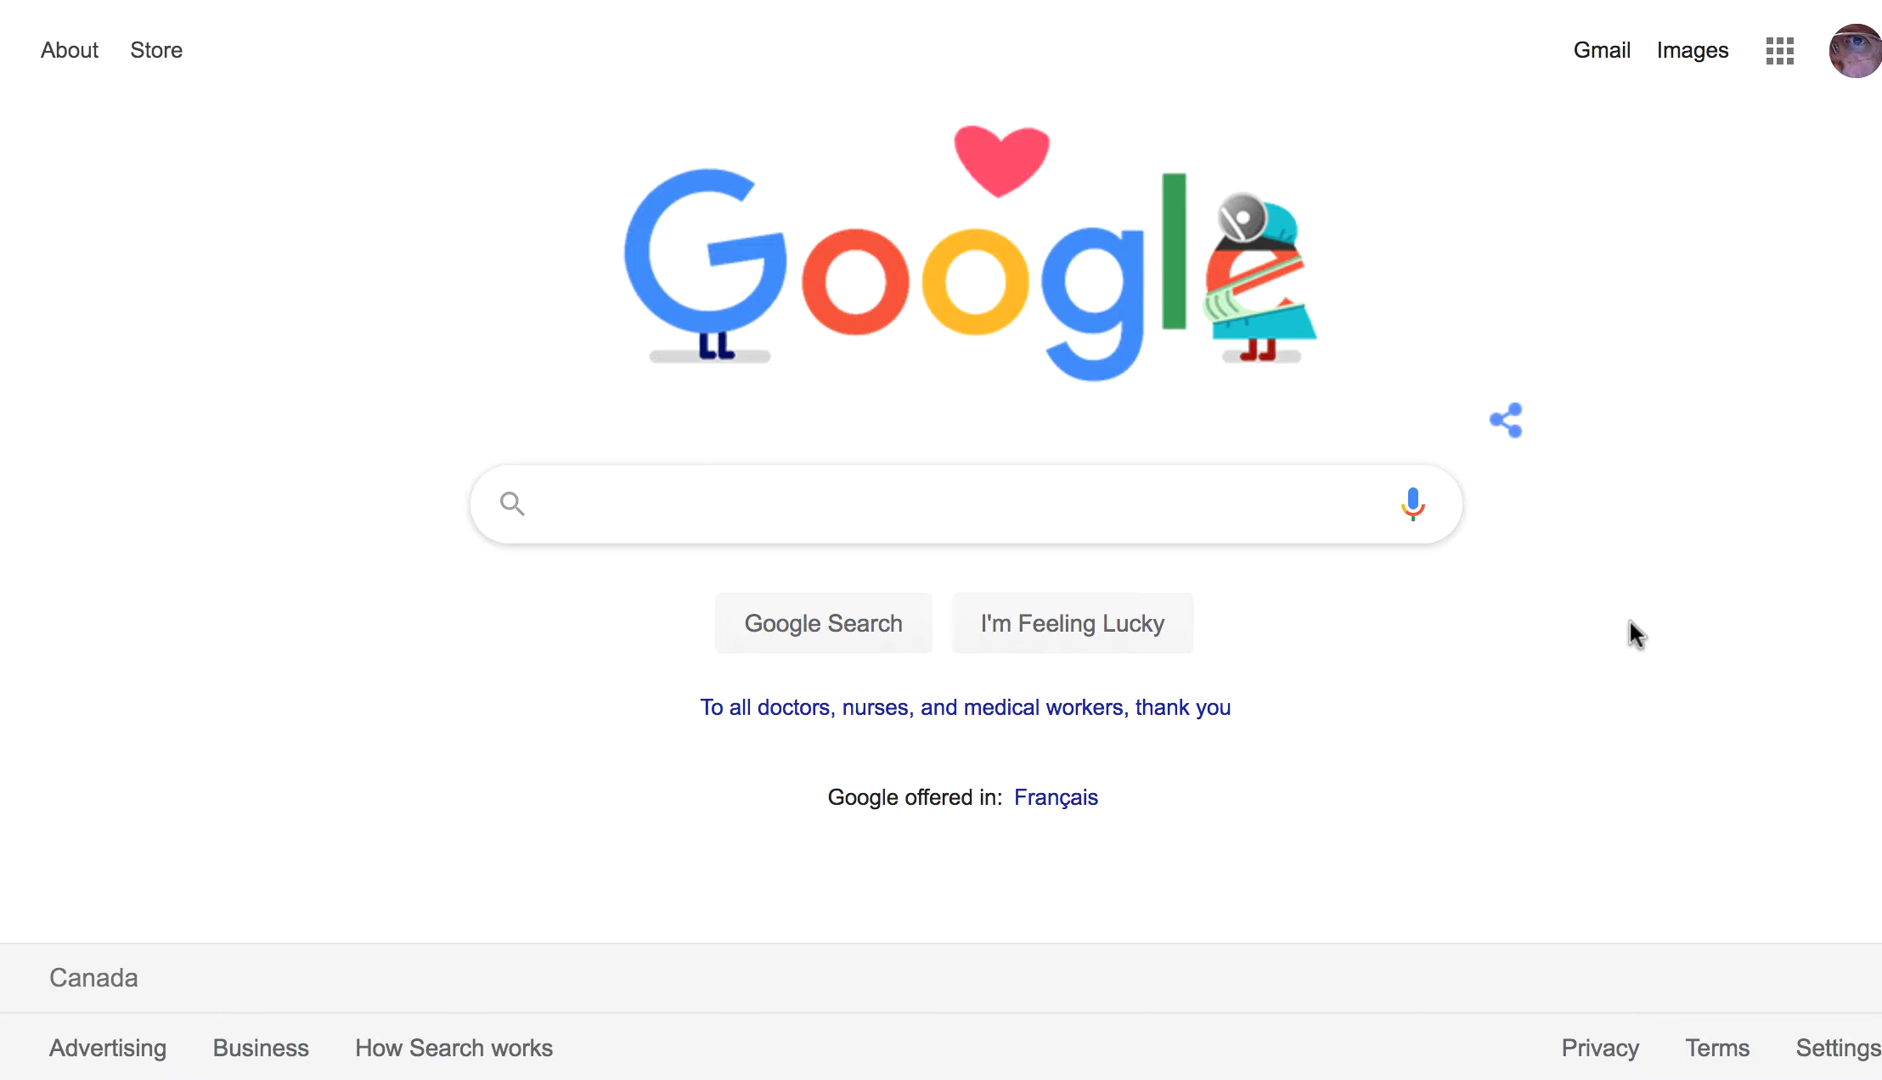 About Store
Gmail Images
Google
Google Search I'm Feeling Lucky
To all doctors, nurses, and medical workers, thank you
Google offered in: Français
Canada
Advertising Business How Search works
Privacy Terms Settings